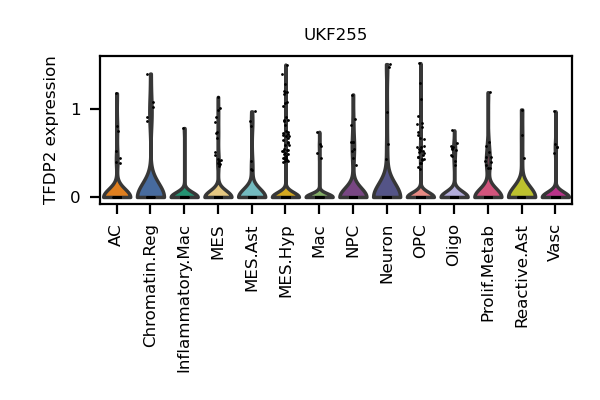 UKF255
TFDP2 expression
1
0
AC
Chromatin.Reg
Inflammatory.Mac
MES
MES.Ast
MES.Hyp
Mac
NPC
Neuron
OPC
Oligo
Prolif.Metab
Reactive.Ast
Vasc